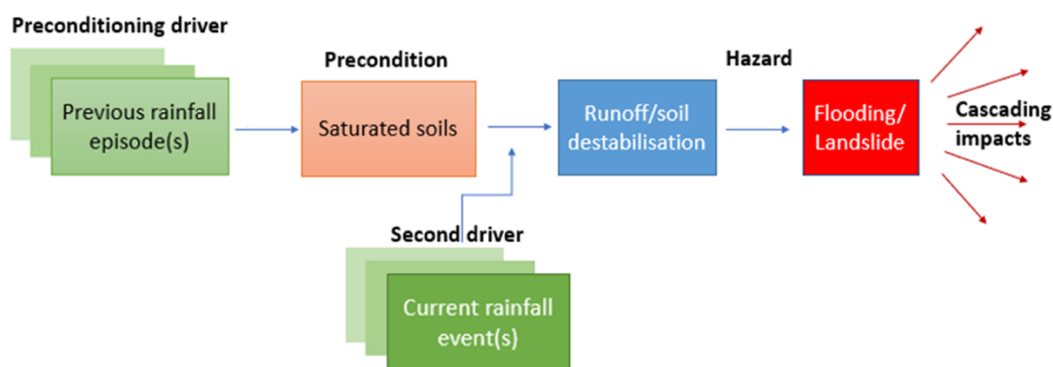 Preconditioning driver
Previous rainfall
episode(s)
Precondition
Saturated soils
Runoff/soil
destabilisation
Hazard
Flooding/
Landslide
Cascading
impacts
Second driver
Current rainfall
event(s)